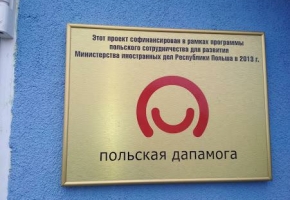 Этот проект софинансирован в рамках программы
польского сотрудничества для развития
Министерства иностранных дел Республики Польша в 2013 г.
польская дапамога